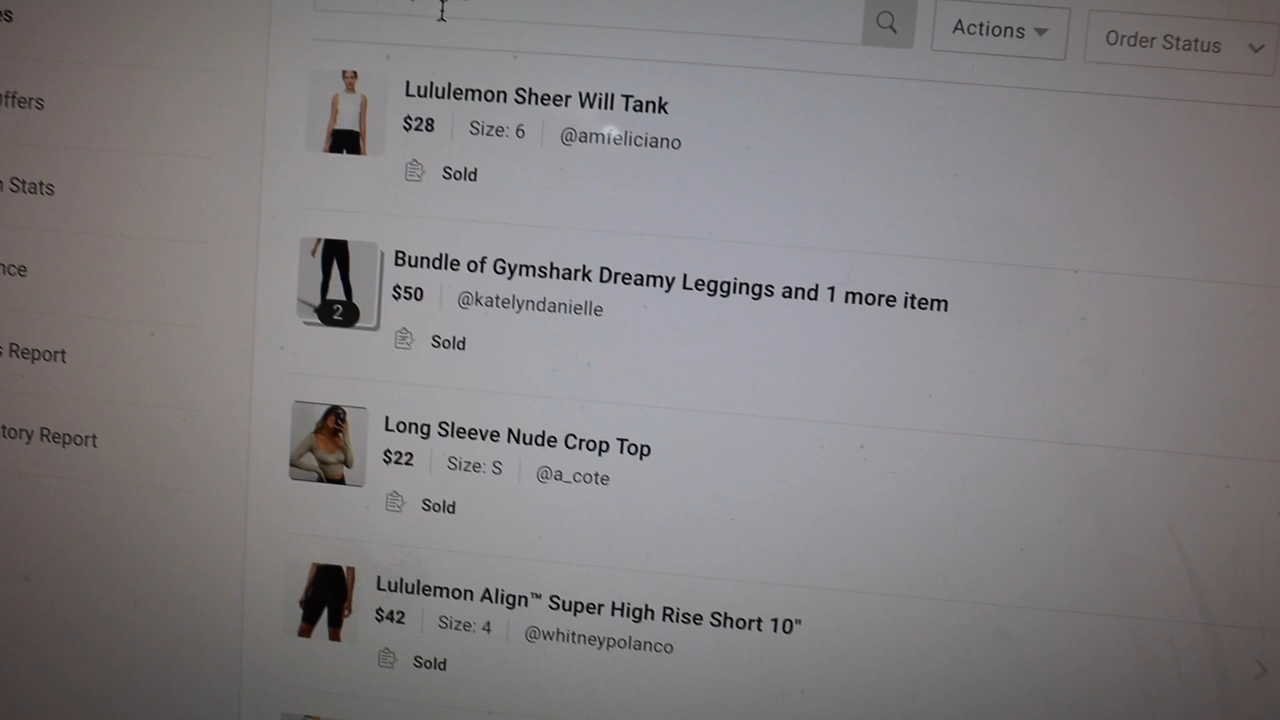 Actions
Order Status
ffers
Stats
nce
Report
tory Report
Lululemon Sheer Will Tank
$28 Size: 6 @amfeliciano
Sold
2
Bundle of Gymshark Dreamy Leggings and 1 more item
$50 @katelyndanielle
Sold
Long Sleeve Nude Crop Top
$22 Size: S @a_cote
Sold
Lululemon Align™ Super High Rise Short 10"
$42 Size: 4 @whitneypolanco
Sold